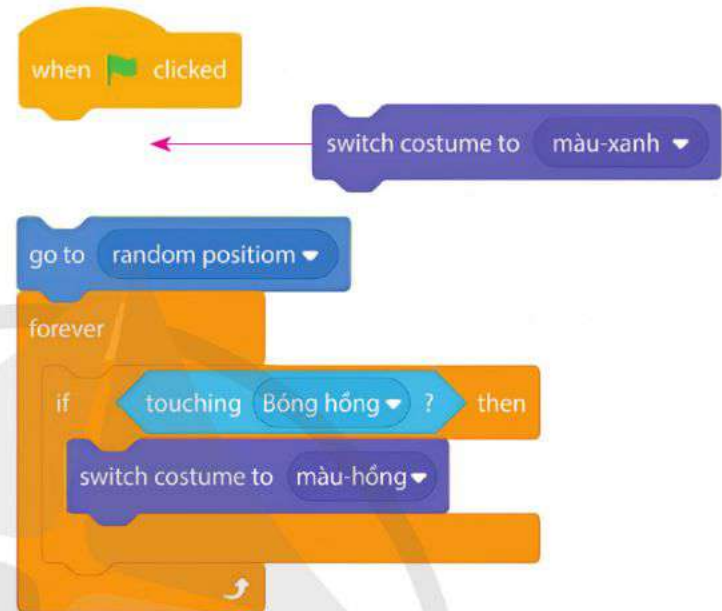 when clicked
switch costume to màu-xanh
go to random positiom
forever
if touching Bóng hồng ? then
switch costume to màu-hồng